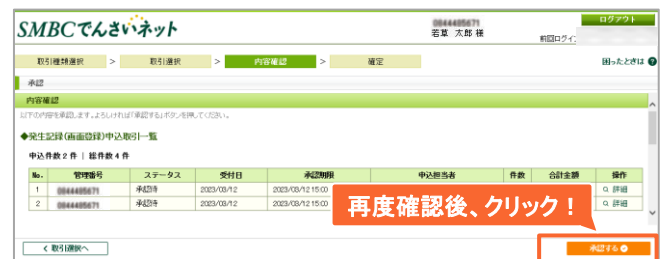 SMBCでんさいネット
若草 太郎 様
ログアウト
前回ログイン
取引種類選択 > 取引選択 > 内容確認 > 確定
困ったときは ?
承認
内容確認
以下の内容を承認します。よろしければ「承認する」ボタンを押してください。
◆発生記録(画面登録)申込取引一覧
申込件数 2 件 | 総件数 4 件
No. 管理番号 ステータス 受付日 承認期限 申込担当者 件数 合計金額 操作
1 承認待 2023/03/12 2023/03/12 15:00 詳細
2 承認待 2023/03/12 2023/03/12 15:00 詳細
再度確認後、クリック！
< 取引選択へ
承認する